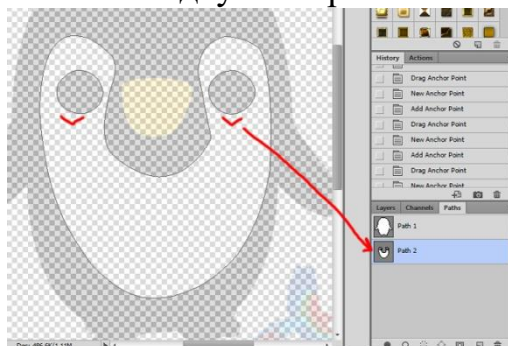 History Actions
Drag Anchor Point
New Anchor Point
Add Anchor Point
Drag Anchor Point
New Anchor Point
Add Anchor Point
Drag Anchor Point
New Anchor Point
Layers Channels Paths
Path 1
Path 2